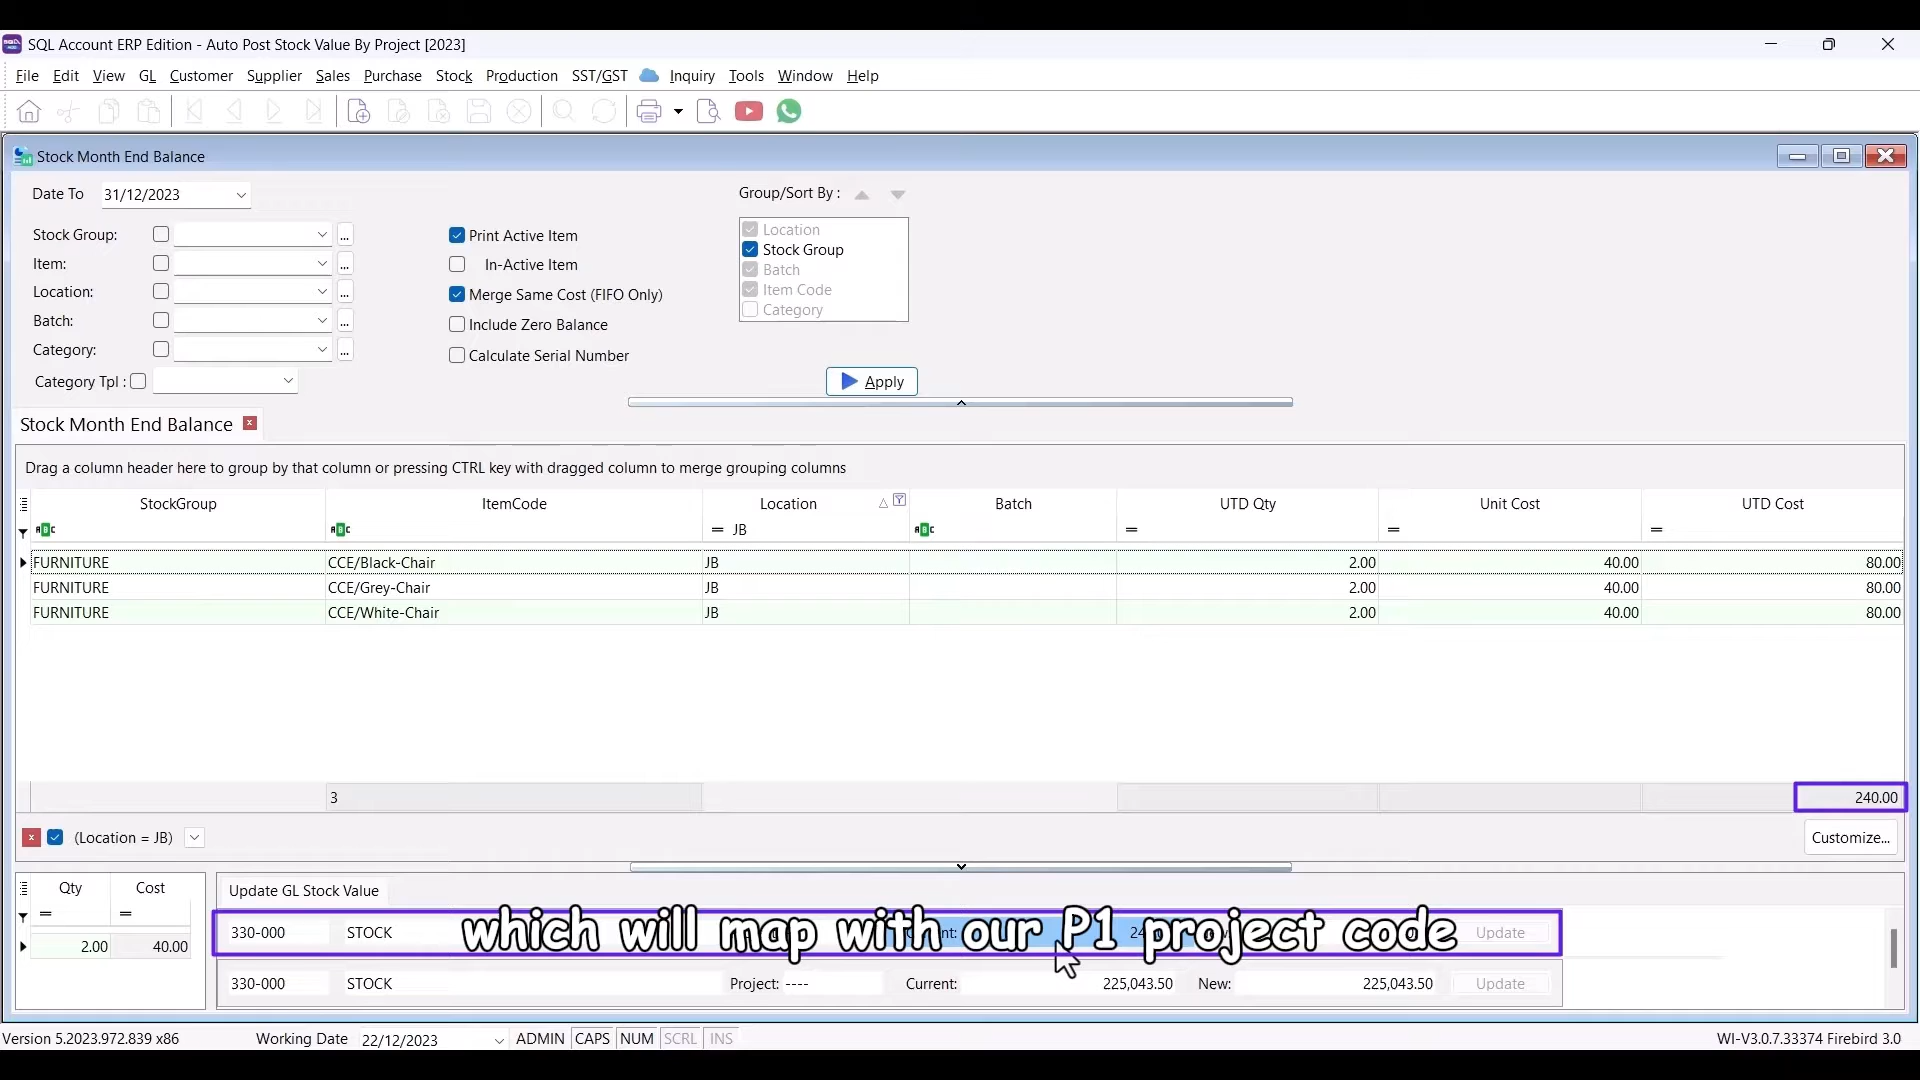 SQL Account ERP Edition - Auto Post Stock Value By Project [2023]
File Edit View GL Customer Supplier Sales Purchase Stock Production SST/GST Inquiry Tools Window Help
Stock Month End Balance
Date To 31/12/2023
Group/Sort By :
Stock Group: ...
Item: ...
Location: ...
Batch: ...
Category: ...
Category Tpl :
Print Active Item
In-Active Item
Merge Same Cost (FIFO Only)
Include Zero Balance
Calculate Serial Number
Location
Stock Group
Batch
Item Code
Category
Apply
Stock Month End Balance
Drag a column header here to group by that column or pressing CTRL key with dragged column to merge grouping columns
StockGroup ItemCode Location Batch UTD Qty Unit Cost UTD Cost
= JB = = =
FURNITURE CCE/Black-Chair JB 2.00 40.00 80.00
FURNITURE CCE/Grey-Chair JB 2.00 40.00 80.00
FURNITURE CCE/White-Chair JB 2.00 40.00 80.00
3 240.00
(Location = JB) Customize...
Qty Cost
= =
2.00 40.00
Update GL Stock Value
330-000 STOCK Update
which will map with our P1 project code
330-000 STOCK Project: ---- Current: 225,043.50 New: 225,043.50 Update
Version 5.2023.972.839 x86 Working Date 22/12/2023 ADMIN CAPS NUM SCRL INS WI-V3.0.7.33374 Firebird 3.0